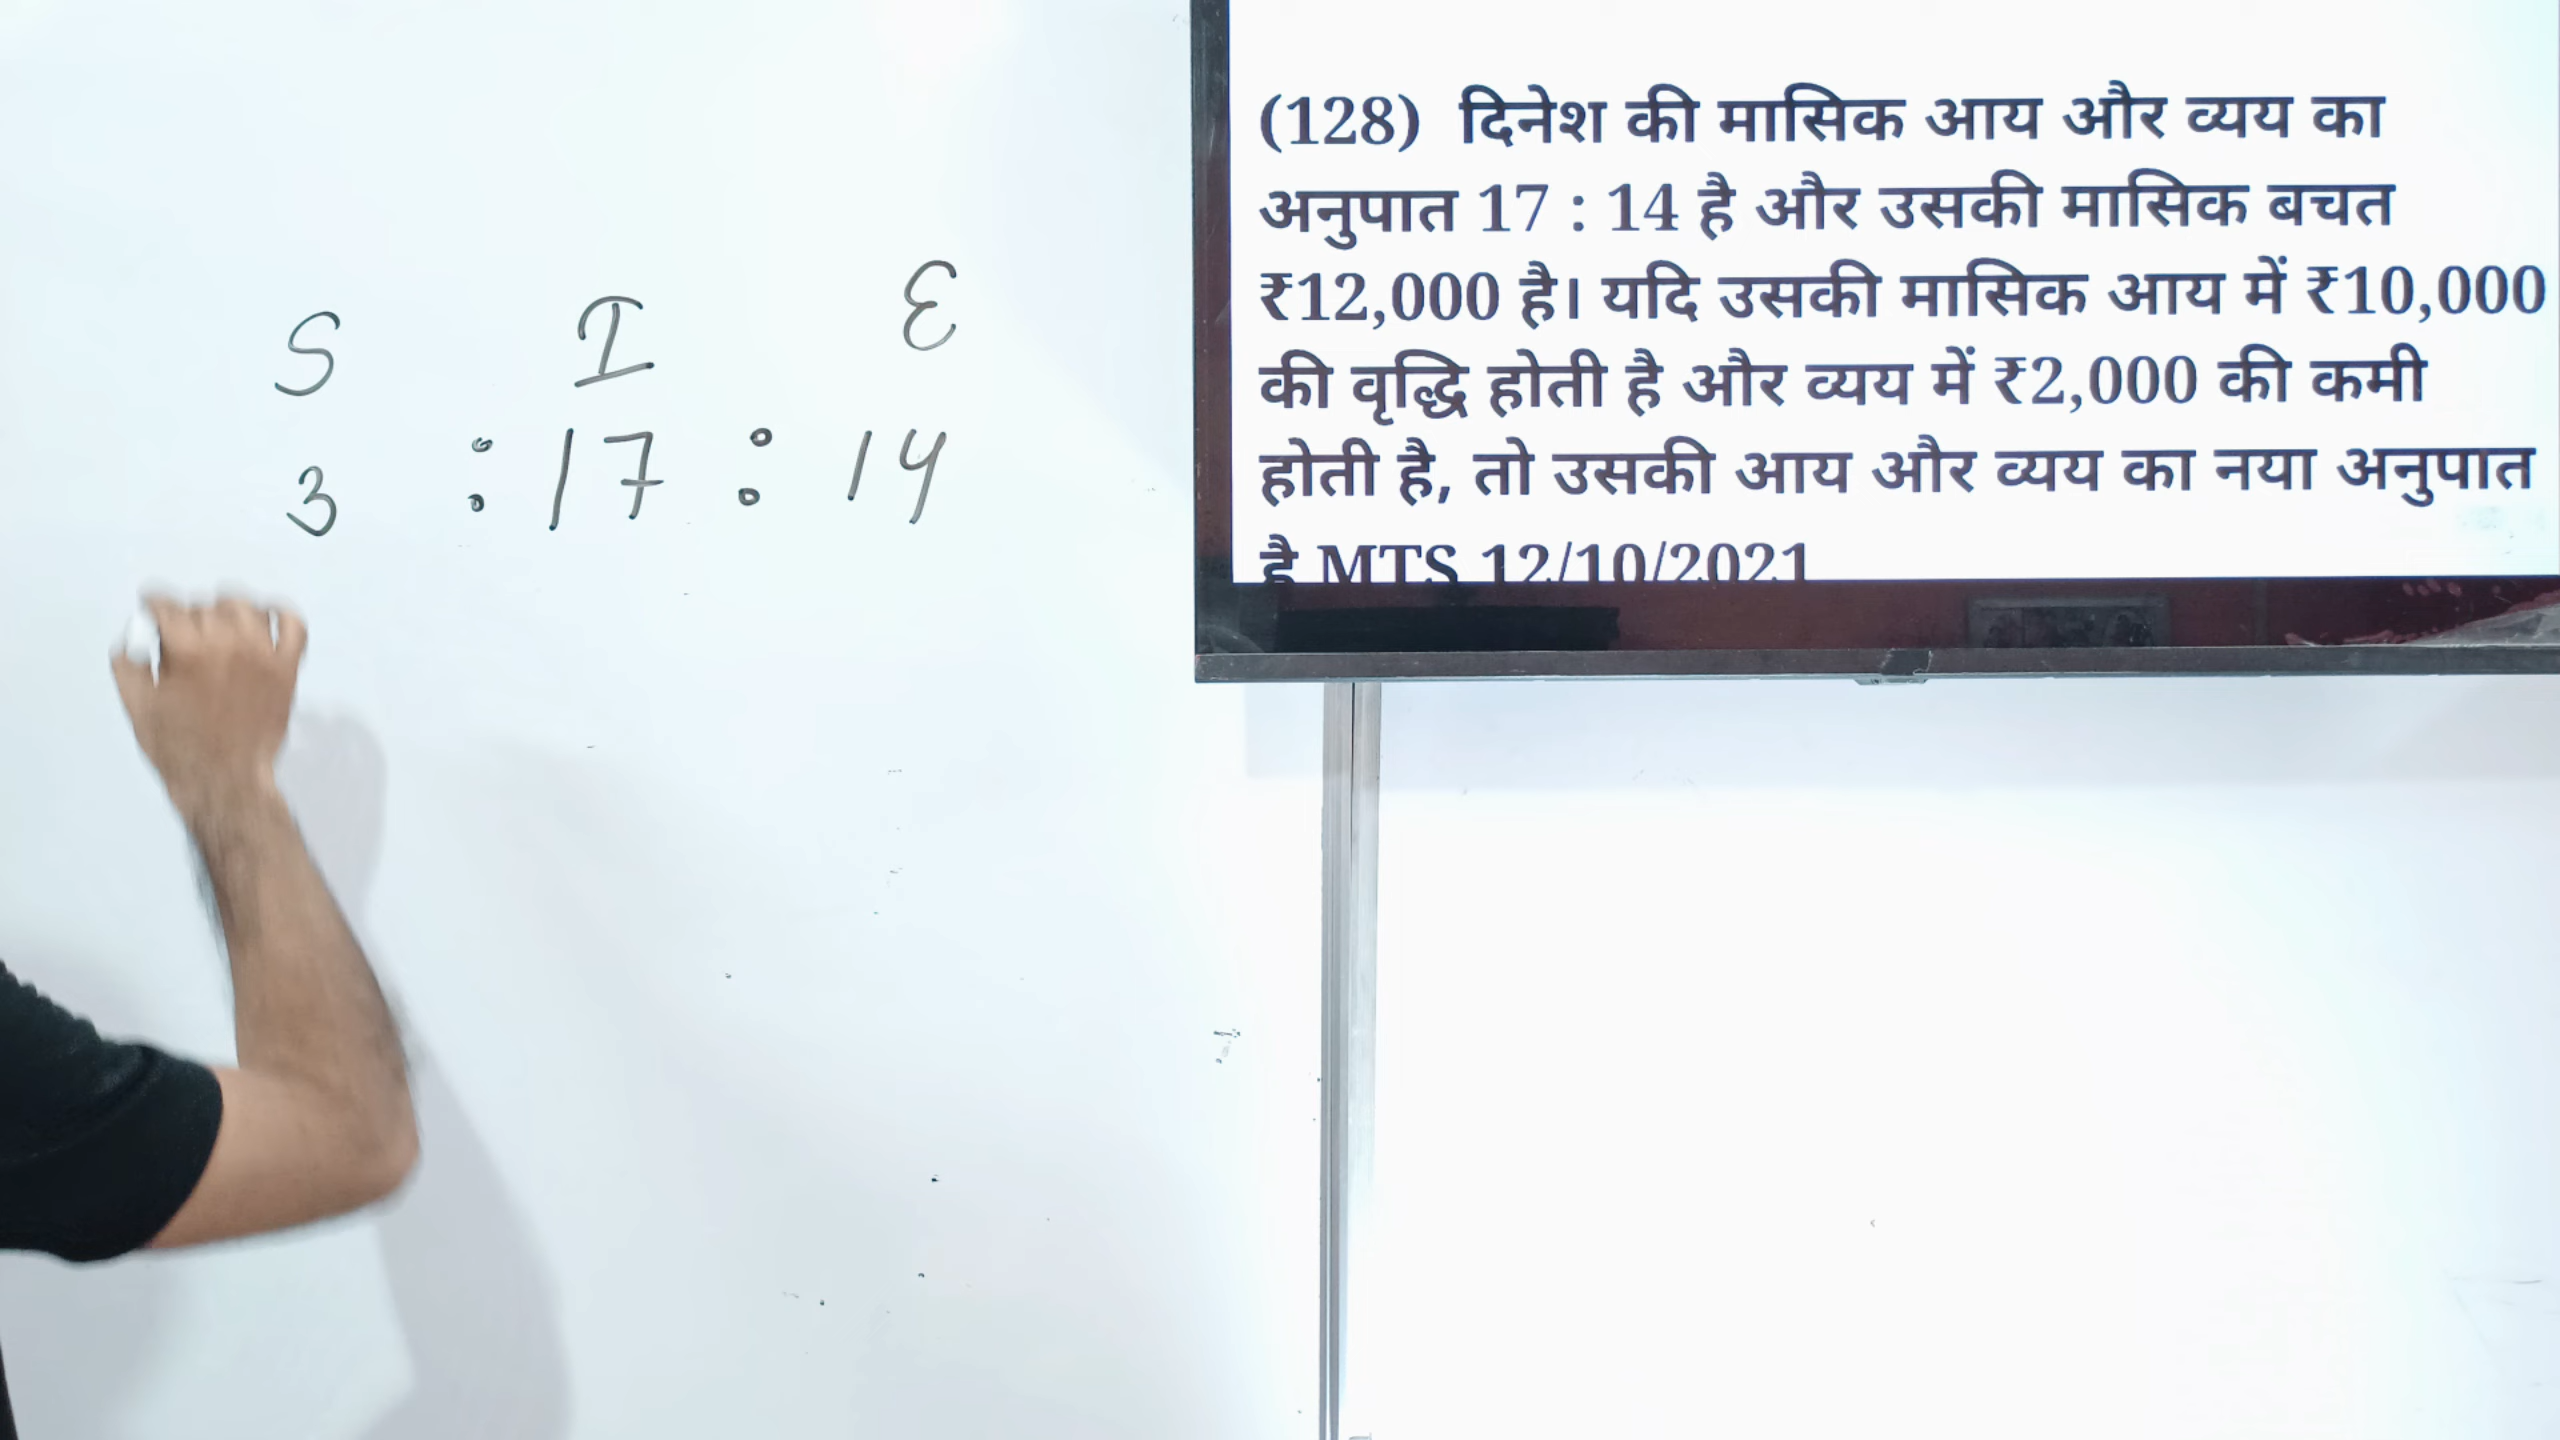 S I E
3 : 17 : 14
(128) दिनेश की मासिक आय और व्यय का
अनुपात 17 : 14 है और उसकी मासिक बचत
₹12,000 है। यदि उसकी मासिक आय में ₹10,000
की वृद्धि होती है और व्यय में ₹2,000 की कमी
होती है, तो उसकी आय और व्यय का नया अनुपात
है MTS 12/10/2021